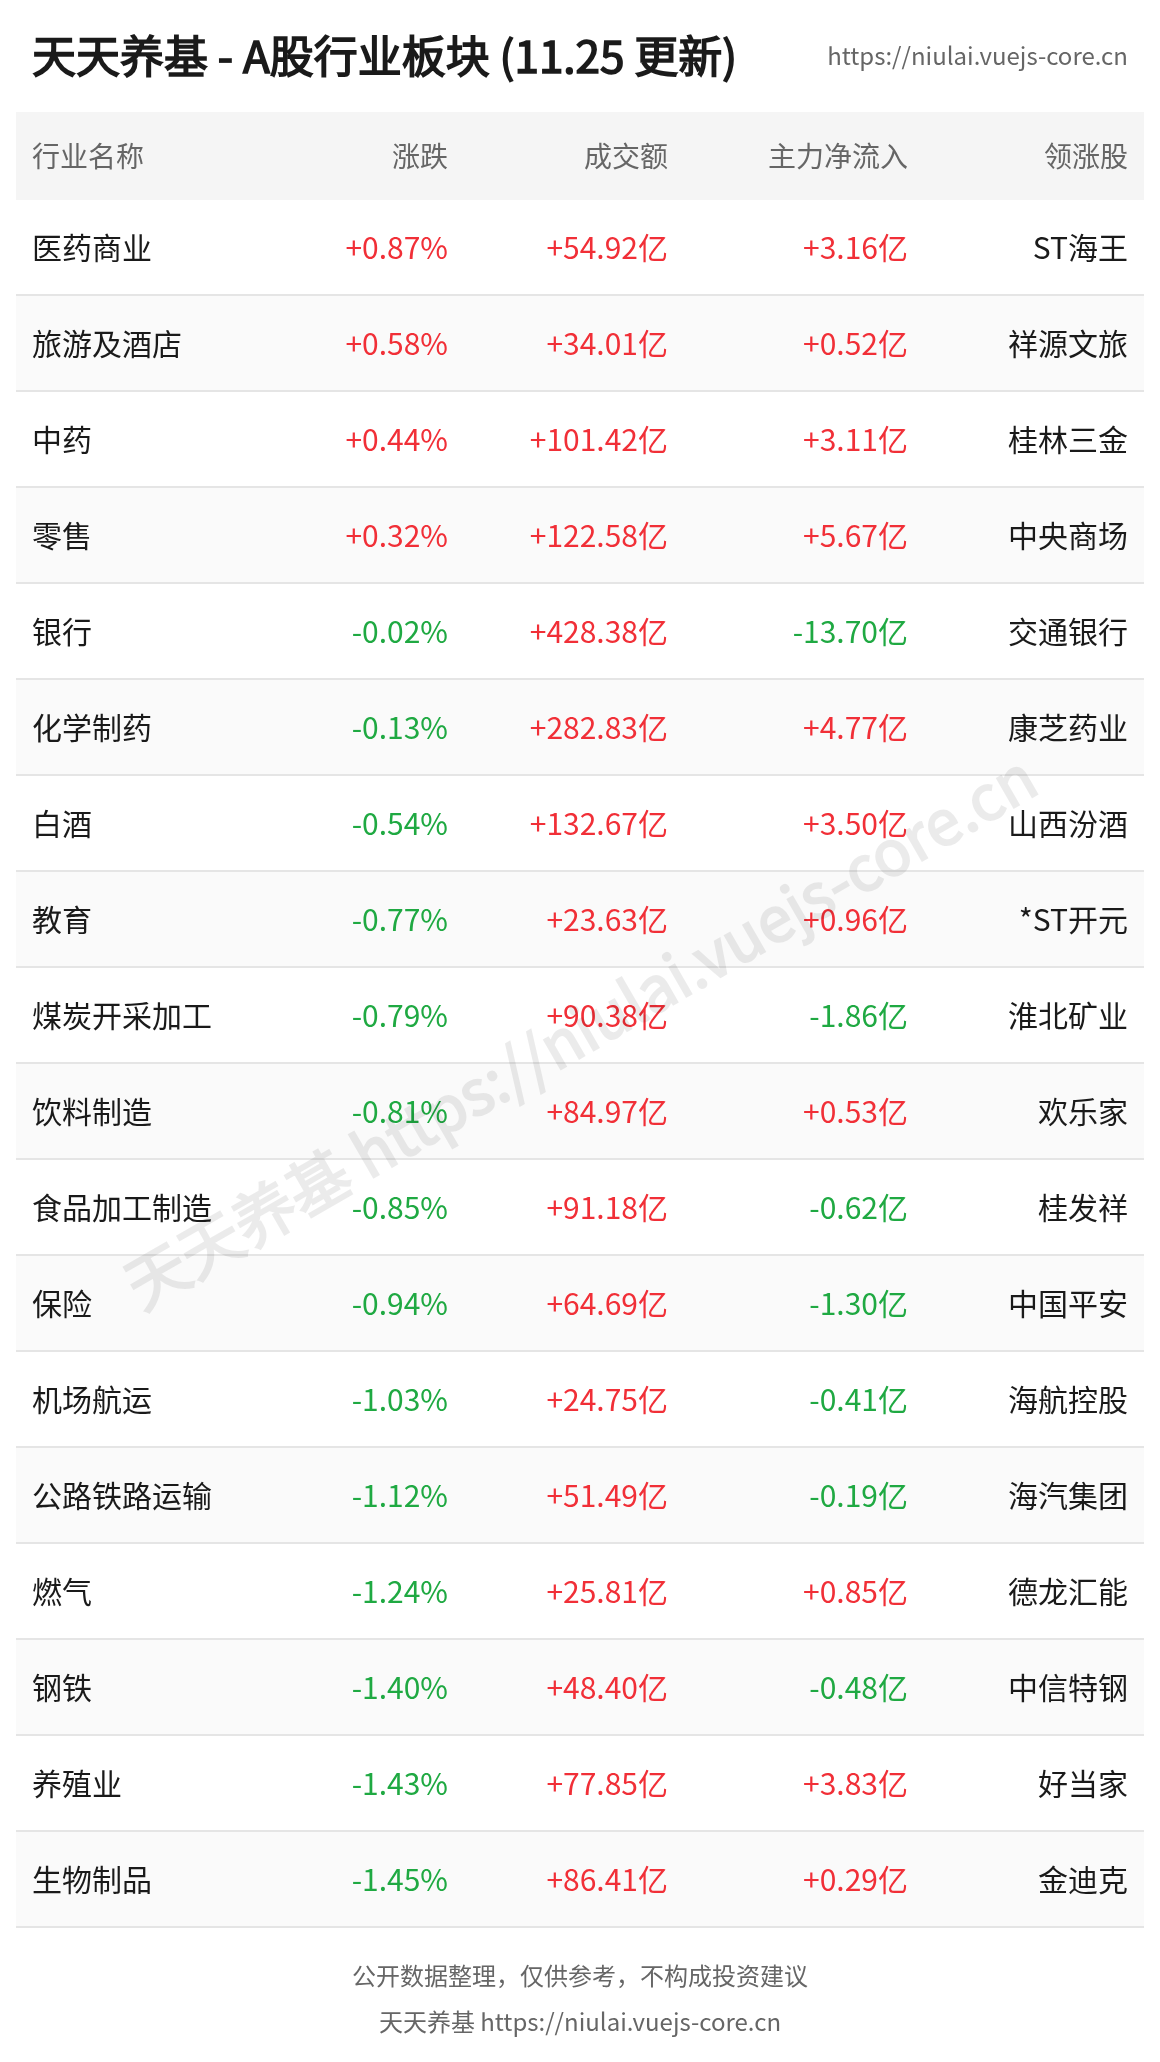 天天养基 - A股行业板块 (11.25 更新) https://niulai.vuejs-core.cn
行业名称 涨跌 成交额 主力净流入 领涨股
医药商业 +0.87% +54.92亿 +3.16亿 ST海王
旅游及酒店 +0.58% +34.01亿 +0.52亿 祥源文旅
中药 +0.44% +101.42亿 +3.11亿 桂林三金
零售 +0.32% +122.58亿 +5.67亿 中央商场
银行 -0.02% +428.38亿 -13.70亿 交通银行
化学制药 -0.13% +282.83亿 +4.77亿 康芝药业
白酒 -0.54% +132.67亿 +3.50亿 山西汾酒
教育 -0.77% +23.63亿 +0.96亿 *ST开元
煤炭开采加工 -0.79% +90.38亿 -1.86亿 淮北矿业
饮料制造 -0.81% +84.97亿 +0.53亿 欢乐家
食品加工制造 -0.85% +91.18亿 -0.62亿 桂发祥
保险 -0.94% +64.69亿 -1.30亿 中国平安
机场航运 -1.03% +24.75亿 -0.41亿 海航控股
公路铁路运输 -1.12% +51.49亿 -0.19亿 海汽集团
燃气 -1.24% +25.81亿 +0.85亿 德龙汇能
钢铁 -1.40% +48.40亿 -0.48亿 中信特钢
养殖业 -1.43% +77.85亿 +3.83亿 好当家
生物制品 -1.45% +86.41亿 +0.29亿 金迪克
天天养基 https://niulai.vuejs-core.cn
公开数据整理，仅供参考，不构成投资建议
天天养基 https://niulai.vuejs-core.cn